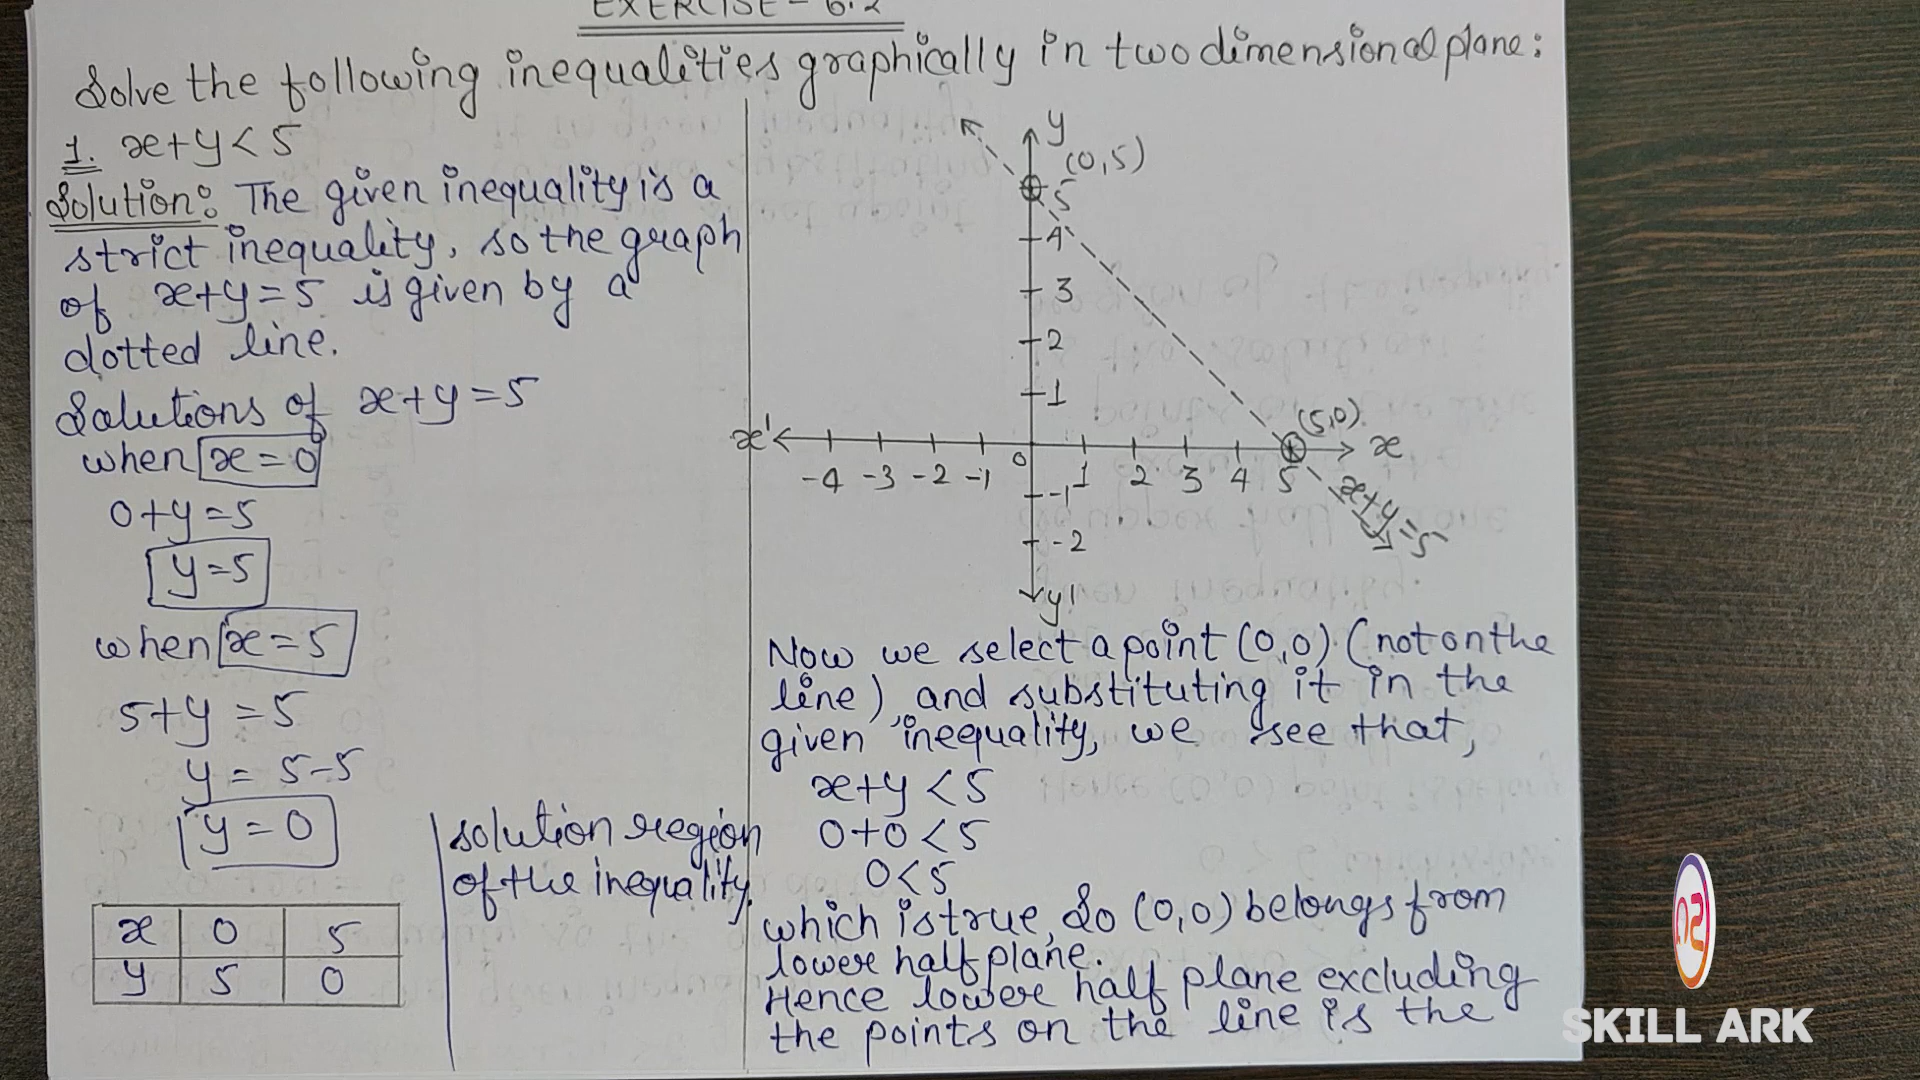 EXERCISE - 6.2
Solve the following inequalities graphically in two dimensional plane:
1. x+y<5
Solution: The given inequality is a
strict inequality, so the graph
of x+y=5 is given by a
dotted line.
Solutions of x+y=5
when x=0
0+y=5
y=5
when x=5
5+y=5
y=5-5
y=0
x 0 5
y 5 0
y
(0,5)
5
4
3
2
1
(5,0)
x' x
0
-4 -3 -2 -1 1 2 3 4 5
-1
-2
x+y=5
y'
Now we select a point (0,0) (not on the
line), and substituting it in the
given inequality, we see that,
x+y<5
0+0<5
0<5
which is true, So (0,0) belongs from
lower half plane.
Hence lower half plane excluding
the points on the line is the
solution region
of the inequality.
SKILL ARK